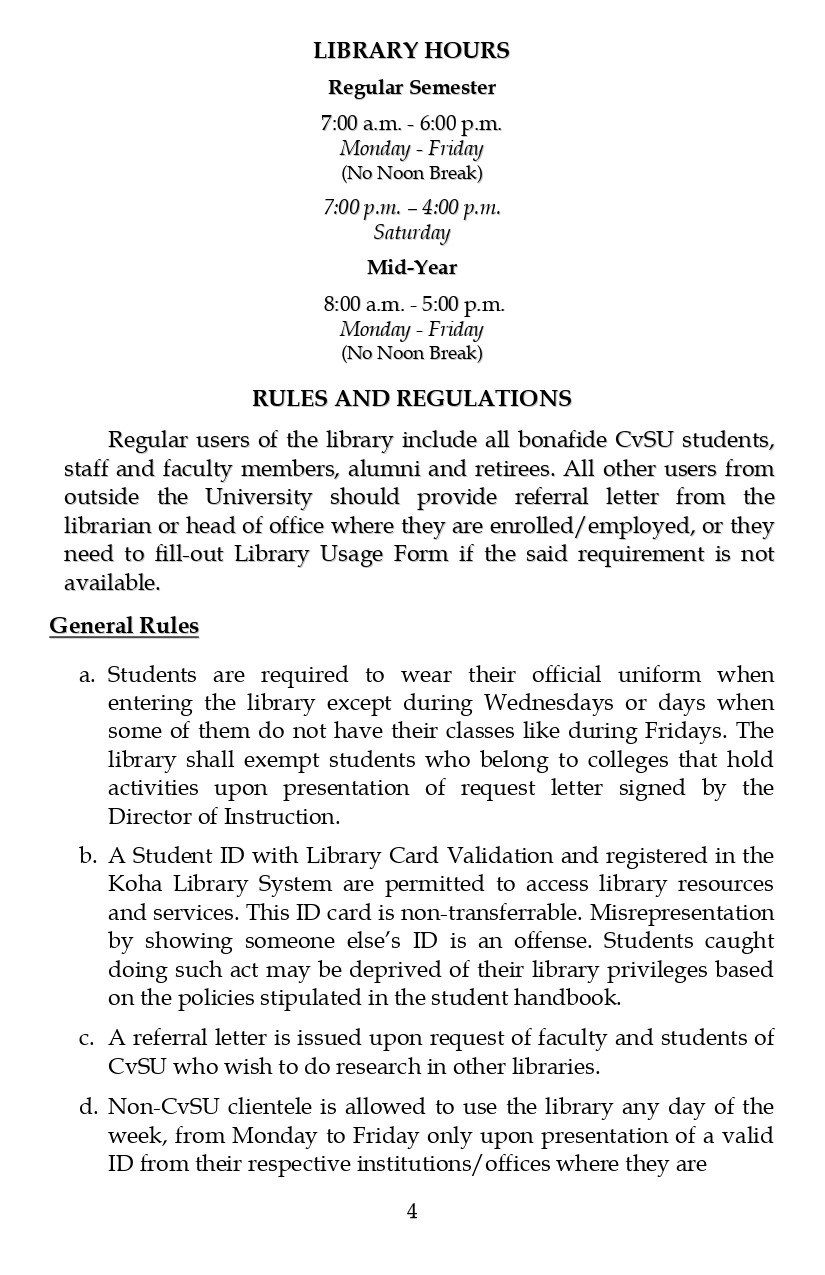 LIBRARY HOURS
Regular Semester
7:00 a.m. - 6:00 p.m.
Monday - Friday
(No Noon Break)
7:00 p.m. – 4:00 p.m.
Saturday
Mid-Year
8:00 a.m. - 5:00 p.m.
Monday - Friday
(No Noon Break)
RULES AND REGULATIONS
Regular users of the library include all bonafide CvSU students,
staff and faculty members, alumni and retirees. All other users from
outside the University should provide referral letter from the
librarian or head of office where they are enrolled/employed, or they
need to fill-out Library Usage Form if the said requirement is not
available.
General Rules
a. Students are required to wear their official uniform when
entering the library except during Wednesdays or days when
some of them do not have their classes like during Fridays. The
library shall exempt students who belong to colleges that hold
activities upon presentation of request letter signed by the
Director of Instruction.
b. A Student ID with Library Card Validation and registered in the
Koha Library System are permitted to access library resources
and services. This ID card is non-transferrable. Misrepresentation
by showing someone else’s ID is an offense. Students caught
doing such act may be deprived of their library privileges based
on the policies stipulated in the student handbook.
c. A referral letter is issued upon request of faculty and students of
CvSU who wish to do research in other libraries.
d. Non-CvSU clientele is allowed to use the library any day of the
week, from Monday to Friday only upon presentation of a valid
ID from their respective institutions/offices where they are
4